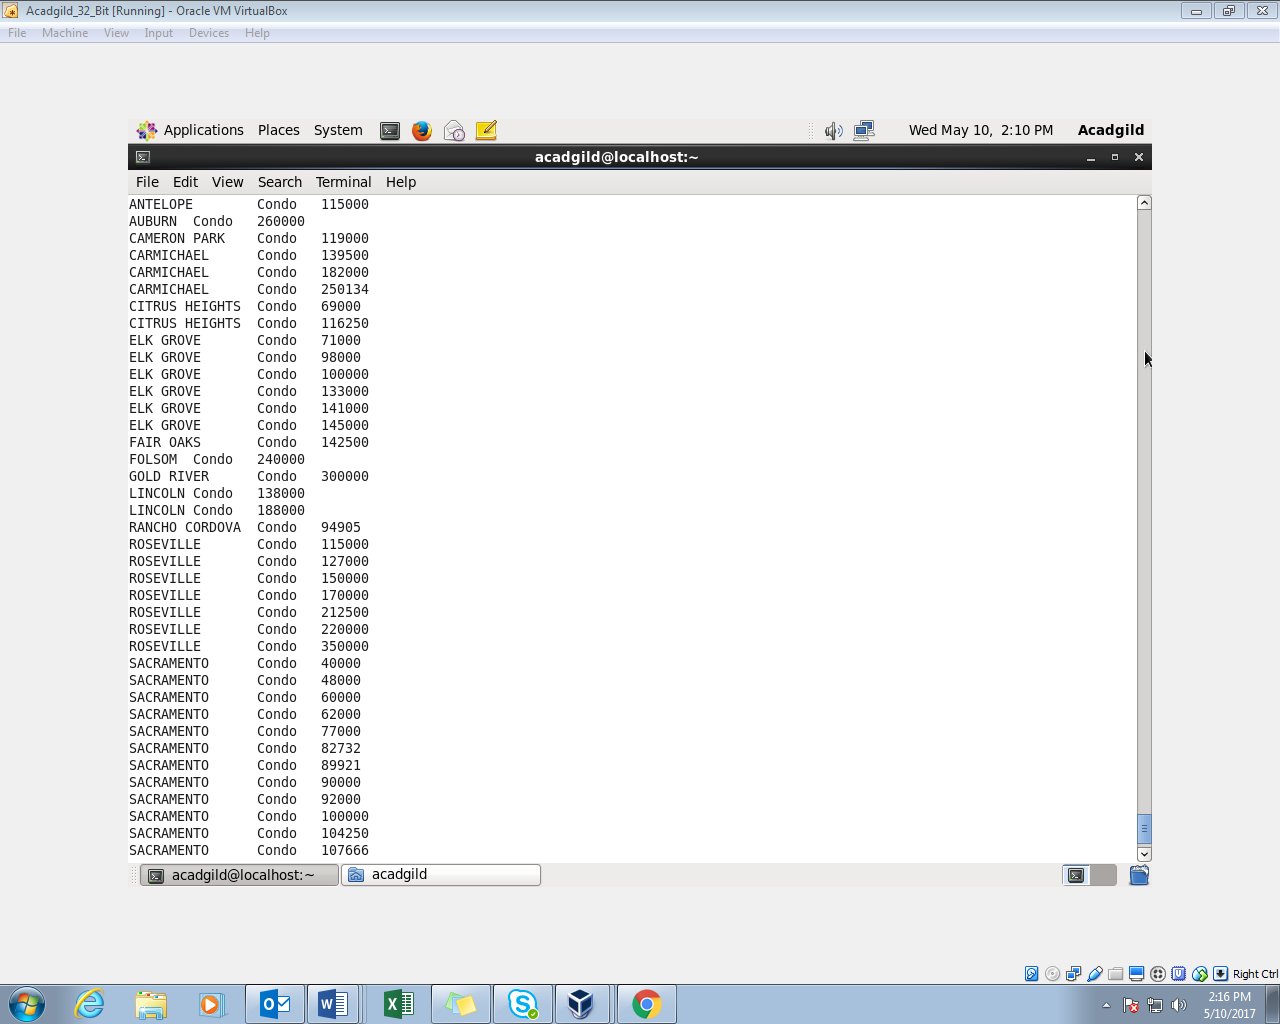 Acadgild_32_Bit [Running] - Oracle VM VirtualBox
File Machine View Input Devices Help
Applications Places System Wed May 10, 2:10 PM Acadgild
acadgild@localhost:~
File Edit View Search Terminal Help
ANTELOPE Condo 115000
AUBURN Condo 260000
CAMERON PARK Condo 119000
CARMICHAEL Condo 139500
CARMICHAEL Condo 182000
CARMICHAEL Condo 250134
CITRUS HEIGHTS Condo 69000
CITRUS HEIGHTS Condo 116250
ELK GROVE Condo 71000
ELK GROVE Condo 98000
ELK GROVE Condo 100000
ELK GROVE Condo 133000
ELK GROVE Condo 141000
ELK GROVE Condo 145000
FAIR OAKS Condo 142500
FOLSOM Condo 240000
GOLD RIVER Condo 300000
LINCOLN Condo 138000
LINCOLN Condo 188000
RANCHO CORDOVA Condo 94905
ROSEVILLE Condo 115000
ROSEVILLE Condo 127000
ROSEVILLE Condo 150000
ROSEVILLE Condo 170000
ROSEVILLE Condo 212500
ROSEVILLE Condo 220000
ROSEVILLE Condo 350000
SACRAMENTO Condo 40000
SACRAMENTO Condo 48000
SACRAMENTO Condo 60000
SACRAMENTO Condo 62000
SACRAMENTO Condo 77000
SACRAMENTO Condo 82732
SACRAMENTO Condo 89921
SACRAMENTO Condo 90000
SACRAMENTO Condo 92000
SACRAMENTO Condo 100000
SACRAMENTO Condo 104250
SACRAMENTO Condo 107666
acadgild@localhost:~ acadgild
Right Ctrl
2:16 PM
5/10/2017